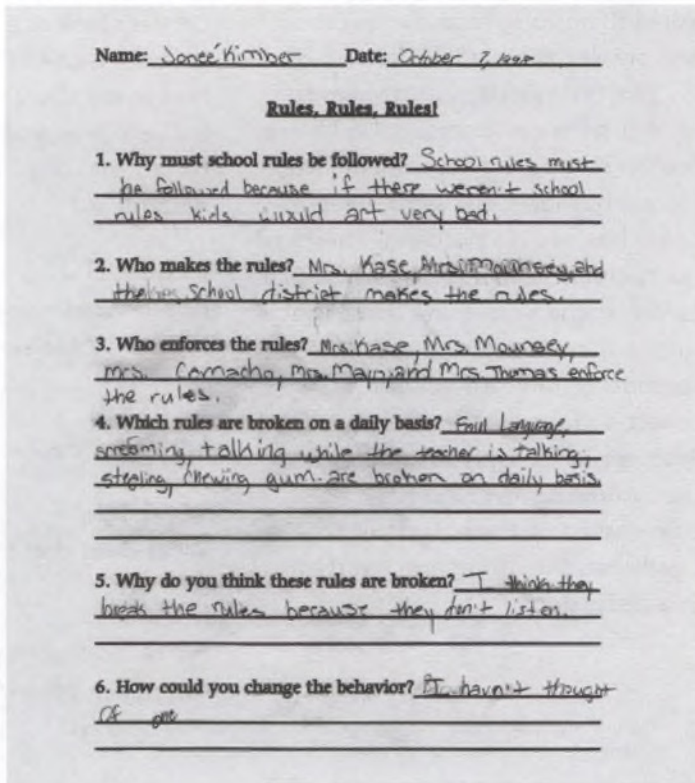 Name: Joneé Kimber Date: October 7, 1998
Rules, Rules, Rules!
1. Why must school rules be followed? School rules must
be followed because if there weren't school
rules kids would act very bad.
2. Who makes the rules? Mrs. Kase, Mrs. Mounsey, and
the school district makes the rules.
3. Who enforces the rules? Mrs. Kase, Mrs. Mounsey,
mrs. Camacho, Mrs. Main, and Mrs. Thomas enforce
the rules.
4. Which rules are broken on a daily basis? Foul Language,
screaming, talking while the teacher is talking,
stealing, chewing gum are broken on daily basis.
5. Why do you think these rules are broken? I think they
break the rules because they don't listen.
6. How could you change the behavior? I havn't thought
of one